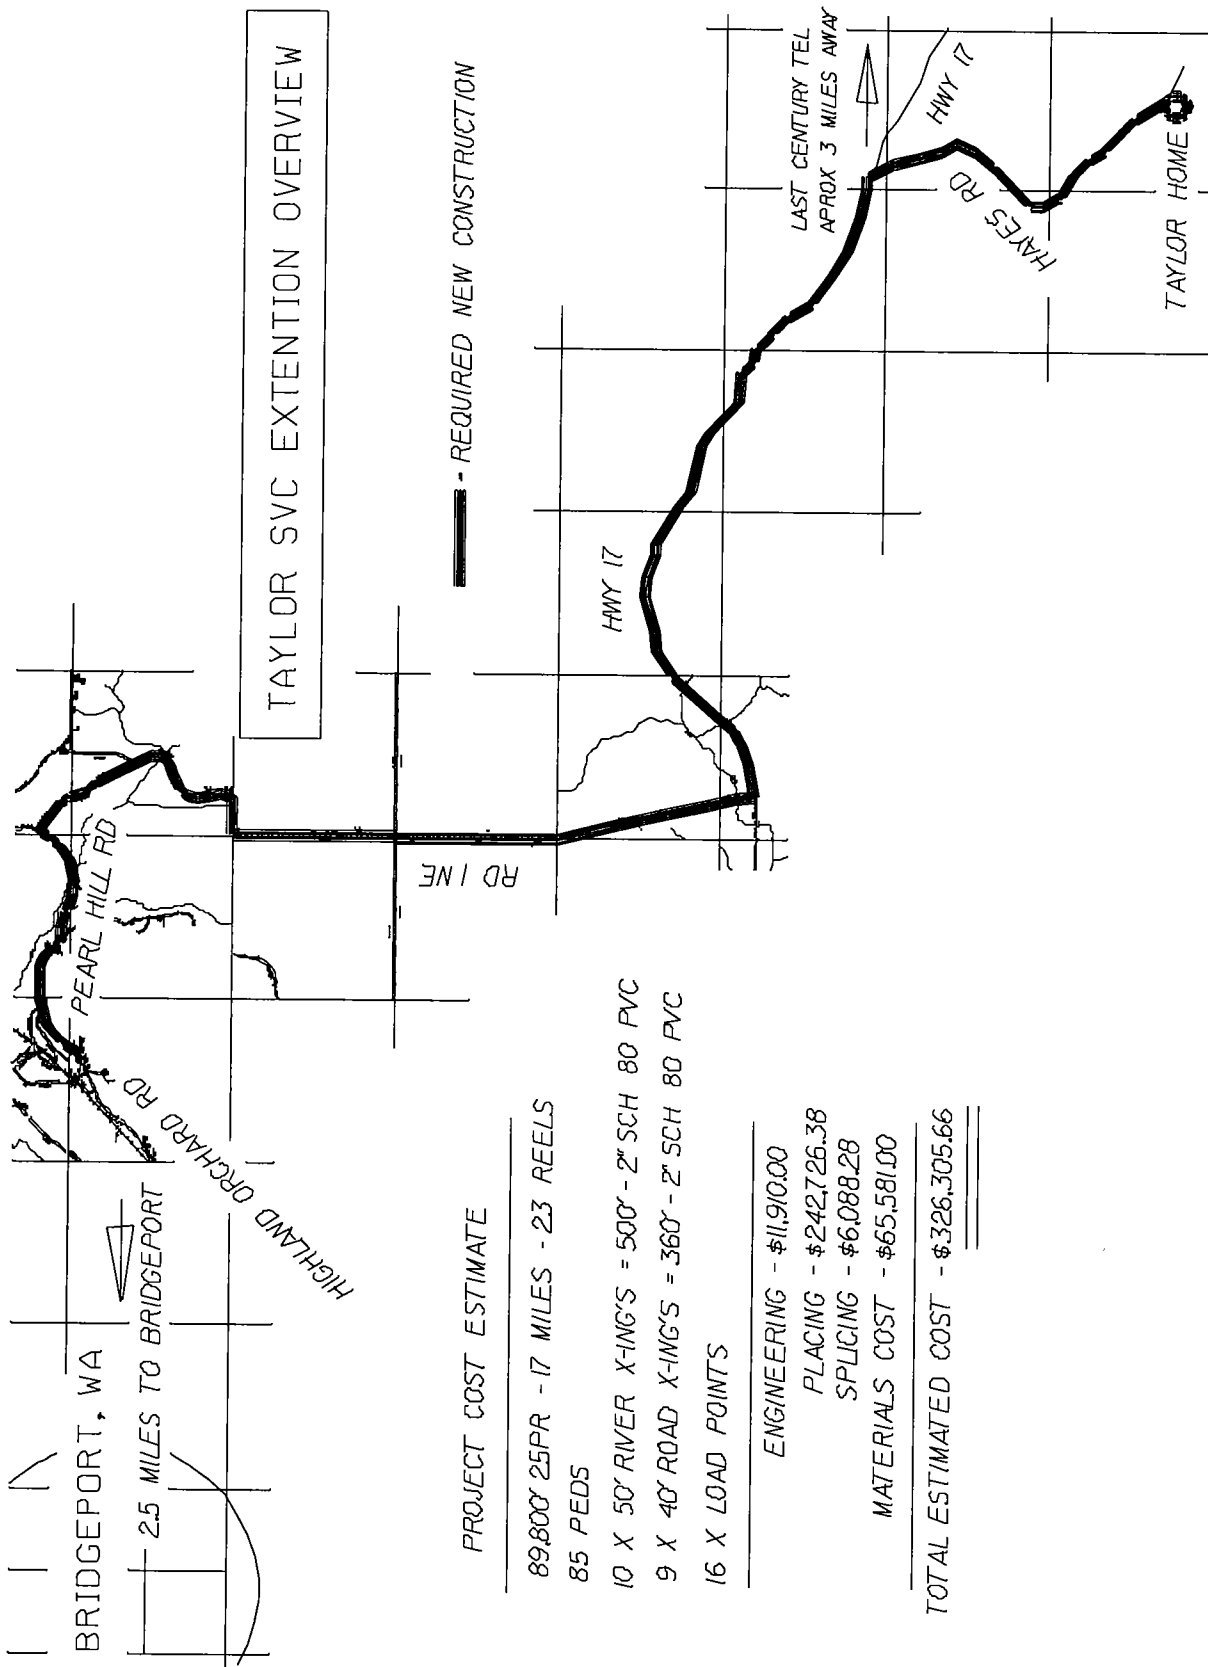 BRIDGEPORT, WA
2.5 MILES TO BRIDGEPORT
HIGHLAND ORCHARD RD
PEARL HILL RD
TAYLOR SVC EXTENTION OVERVIEW
- REQUIRED NEW CONSTRUCTION
RD 1 NE
HWY 17
LAST CENTURY TEL
APROX 3 MILES AWAY
HWY 17
HAYES RD
TAYLOR HOME
PROJECT COST ESTIMATE
89,800' 25PR - 17 MILES - 23 REELS
85 PEDS
10 X 50' RIVER X-ING'S = 500' - 2" SCH 80 PVC
9 X 40' ROAD X-ING'S = 360' - 2" SCH 80 PVC
16 X LOAD POINTS
ENGINEERING - $11,910.00
PLACING - $242,726.38
SPLICING - $6,088.28
MATERIALS COST - $65,581.00
TOTAL ESTIMATED COST - $326,305.66